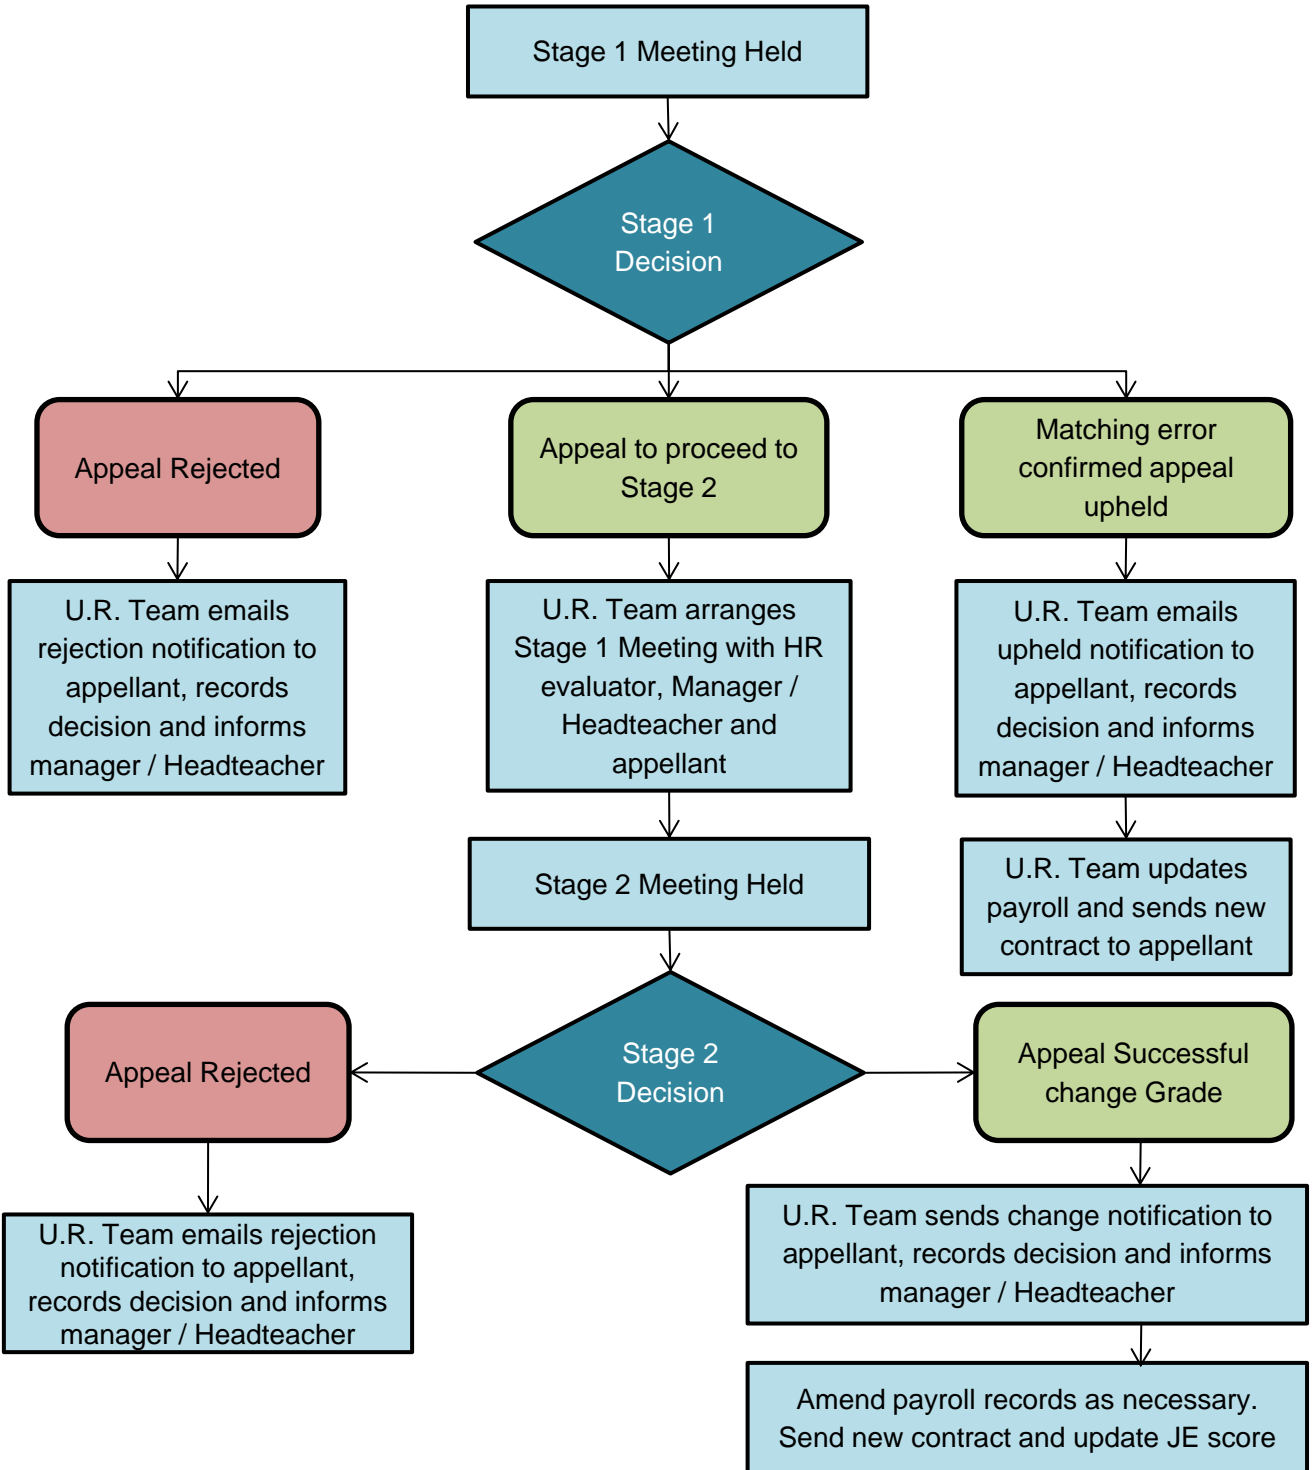 Stage 1 Meeting Held
Stage 1
Decision
Appeal Rejected
Appeal to proceed to
Stage 2
Matching error
confirmed appeal
upheld
U.R. Team emails
rejection notification to
appellant, records
decision and informs
manager / Headteacher
U.R. Team arranges
Stage 1 Meeting with HR
evaluator, Manager /
Headteacher and
appellant
U.R. Team emails
upheld notification to
appellant, records
decision and informs
manager / Headteacher
Stage 2 Meeting Held
U.R. Team updates
payroll and sends new
contract to appellant
Appeal Rejected
Stage 2
Decision
Appeal Successful
change Grade
U.R. Team emails rejection
notification to appellant,
records decision and informs
manager / Headteacher
U.R. Team sends change notification to
appellant, records decision and informs
manager / Headteacher
Amend payroll records as necessary.
Send new contract and update JE score